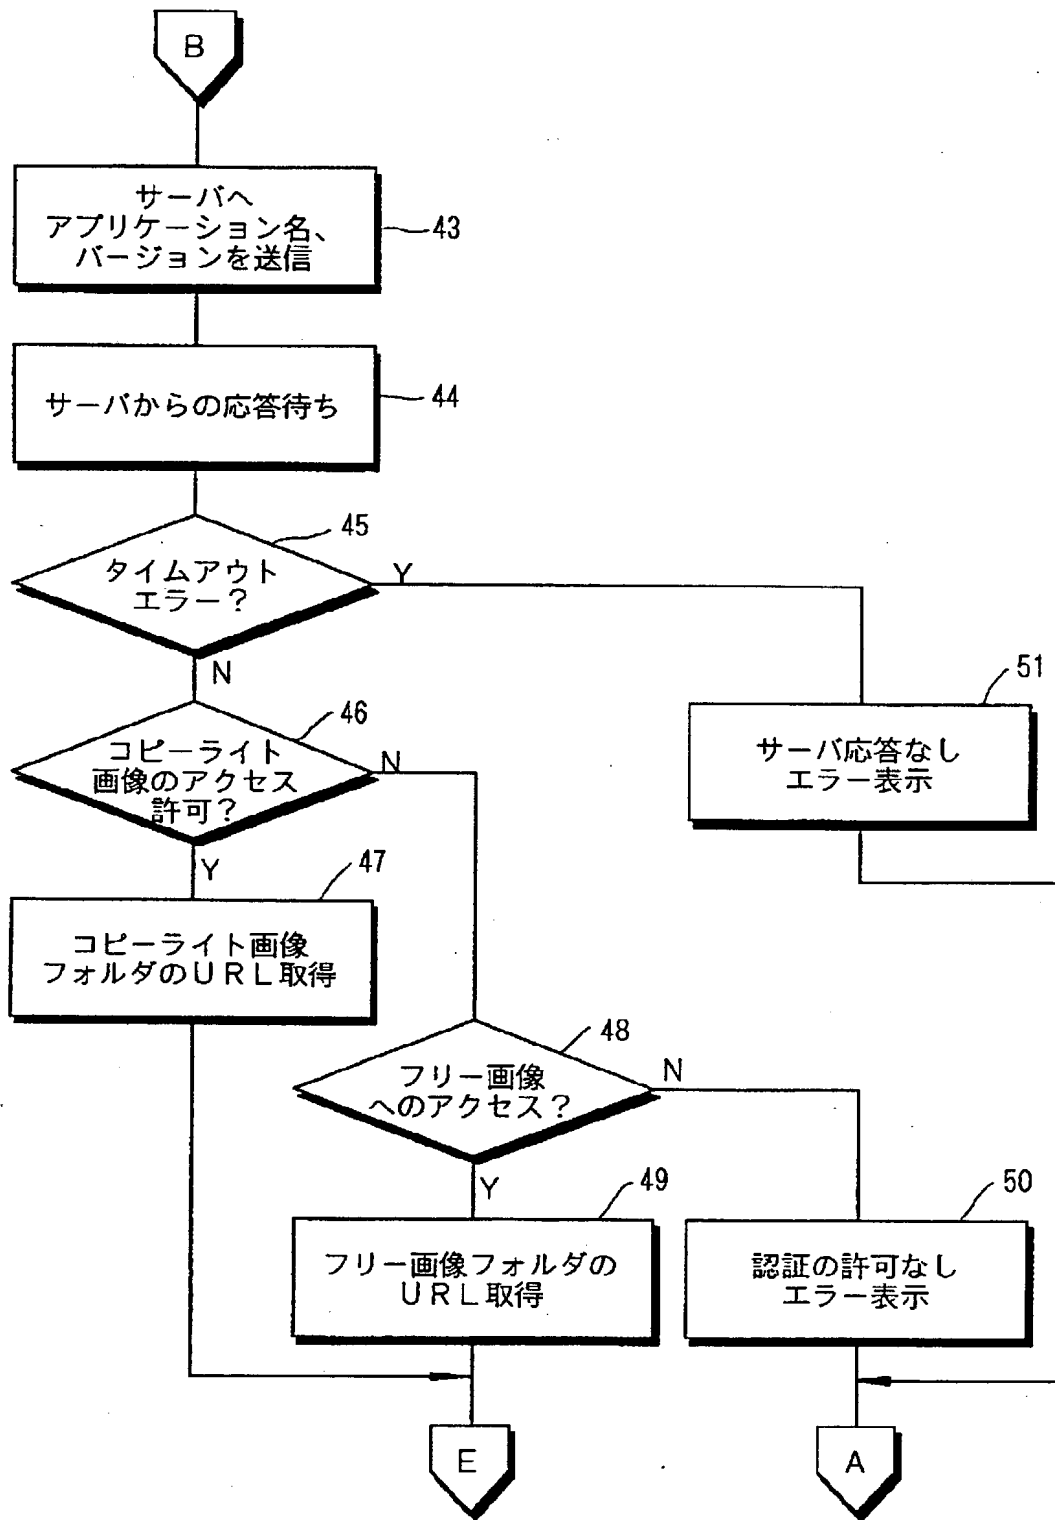 B
サーバへ
アプリケーション名、
バージョンを送信
43
サーバからの応答待ち
44
45
タイムアウト
エラー?
Y
N
51
サーバ応答なし
エラー表示
46
コピーライト
画像のアクセス
許可?
N
Y
47
コピーライト画像
フォルダのURL取得
48
フリー画像
へのアクセス?
N
Y
49
フリー画像フォルダの
URL取得
50
認証の許可なし
エラー表示
E
A